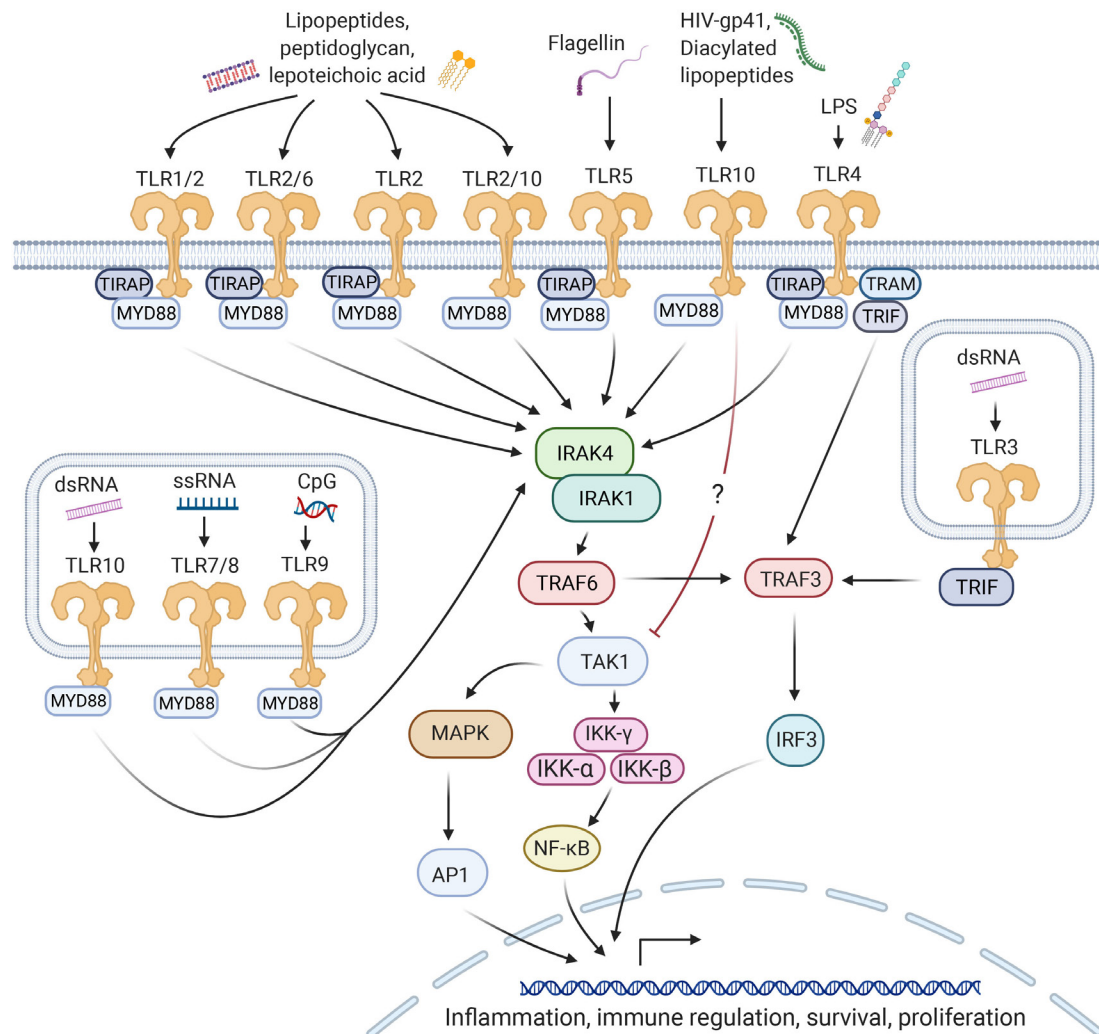 Lipopeptides,
peptidoglycan,
lepoteichoic acid
Flagellin
HIV-gp41,
Diacylated
lipopeptides
LPS
TLR1/2
TLR2/6
TLR2
TLR2/10
TLR5
TLR10
TLR4
TIRAP
MYD88
TIRAP
MYD88
TIRAP
MYD88
MYD88
TIRAP
MYD88
MYD88
TIRAP
MYD88
TRAM
TRIF
dsRNA
TLR3
TRIF
dsRNA
ssRNA
CpG
TLR10
TLR7/8
TLR9
MYD88
MYD88
MYD88
IRAK4
IRAK1
?
TRAF6
TRAF3
TAK1
MAPK
IKK-γ
IKK-α
IKK-β
IRF3
AP1
NF-κB
Inflammation, immune regulation, survival, proliferation